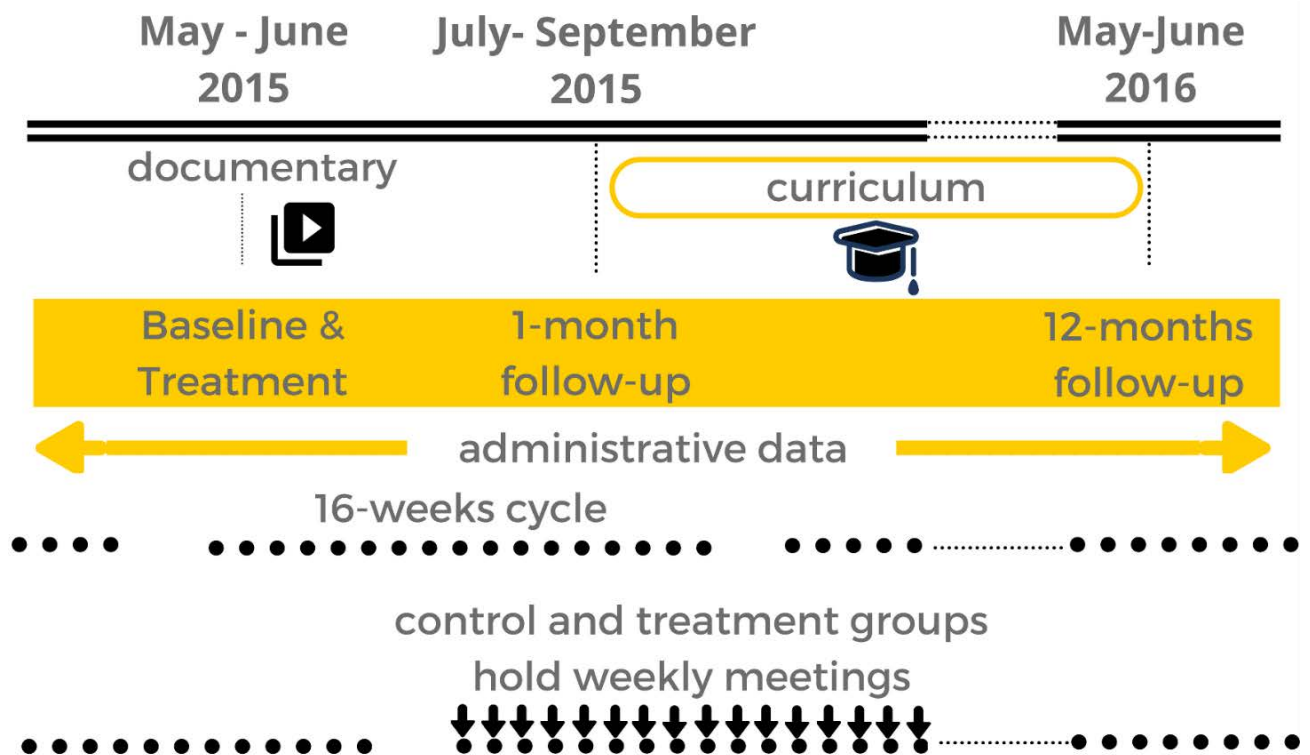 May - June
2015
July- September
2015
May-June
2016
documentary
curriculum
Baseline &
Treatment
1-month
follow-up
12-months
follow-up
administrative data
16-weeks cycle
control and treatment groups
hold weekly meetings